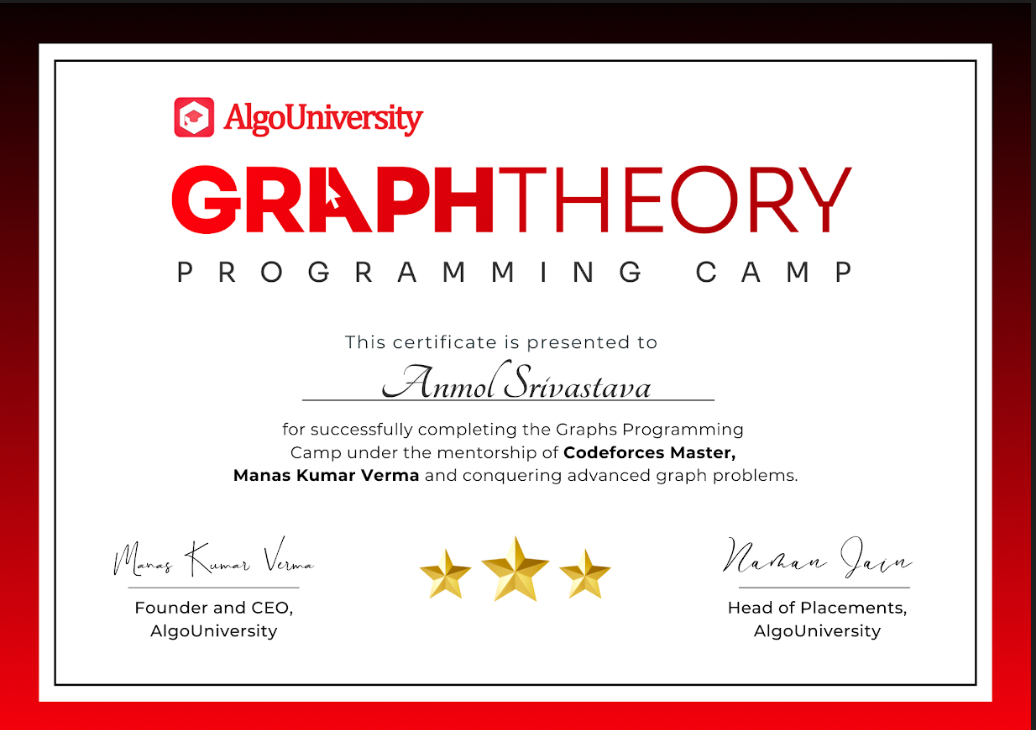 AlgoUniversity
GRAPHTHEORY
PROGRAMMING CAMP
This certificate is presented to
Anmol Srivastava
for successfully completing the Graphs Programming
Camp under the mentorship of Codeforces Master,
Manas Kumar Verma and conquering advanced graph problems.
Manas Kumar Verma
Founder and CEO,
AlgoUniversity
Naman Jain
Head of Placements,
AlgoUniversity